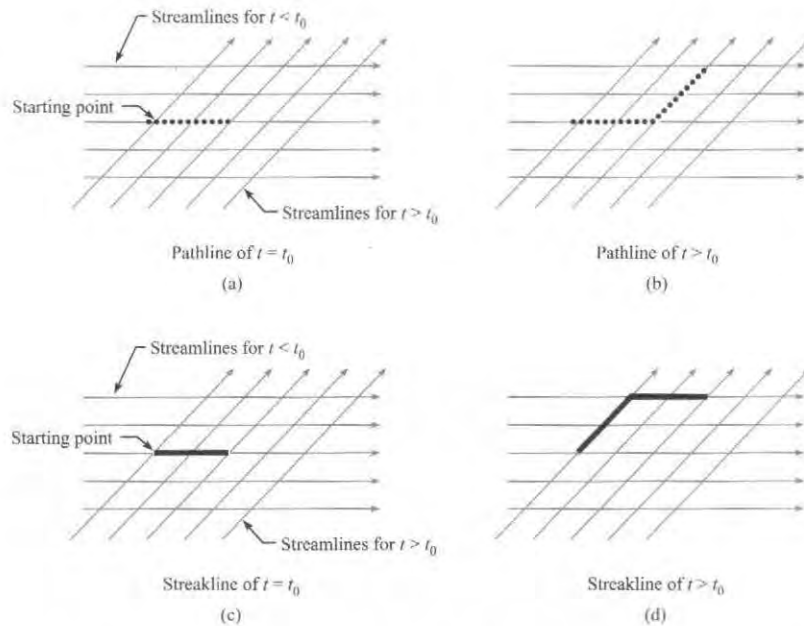 Streamlines for t < t₀
Starting point
Streamlines for t > t₀
Pathline of t = t₀
(a)
Pathline of t > t₀
(b)
Streamlines for t < t₀
Starting point
Streamlines for t > t₀
Streakline of t = t₀
(c)
Streakline of t > t₀
(d)